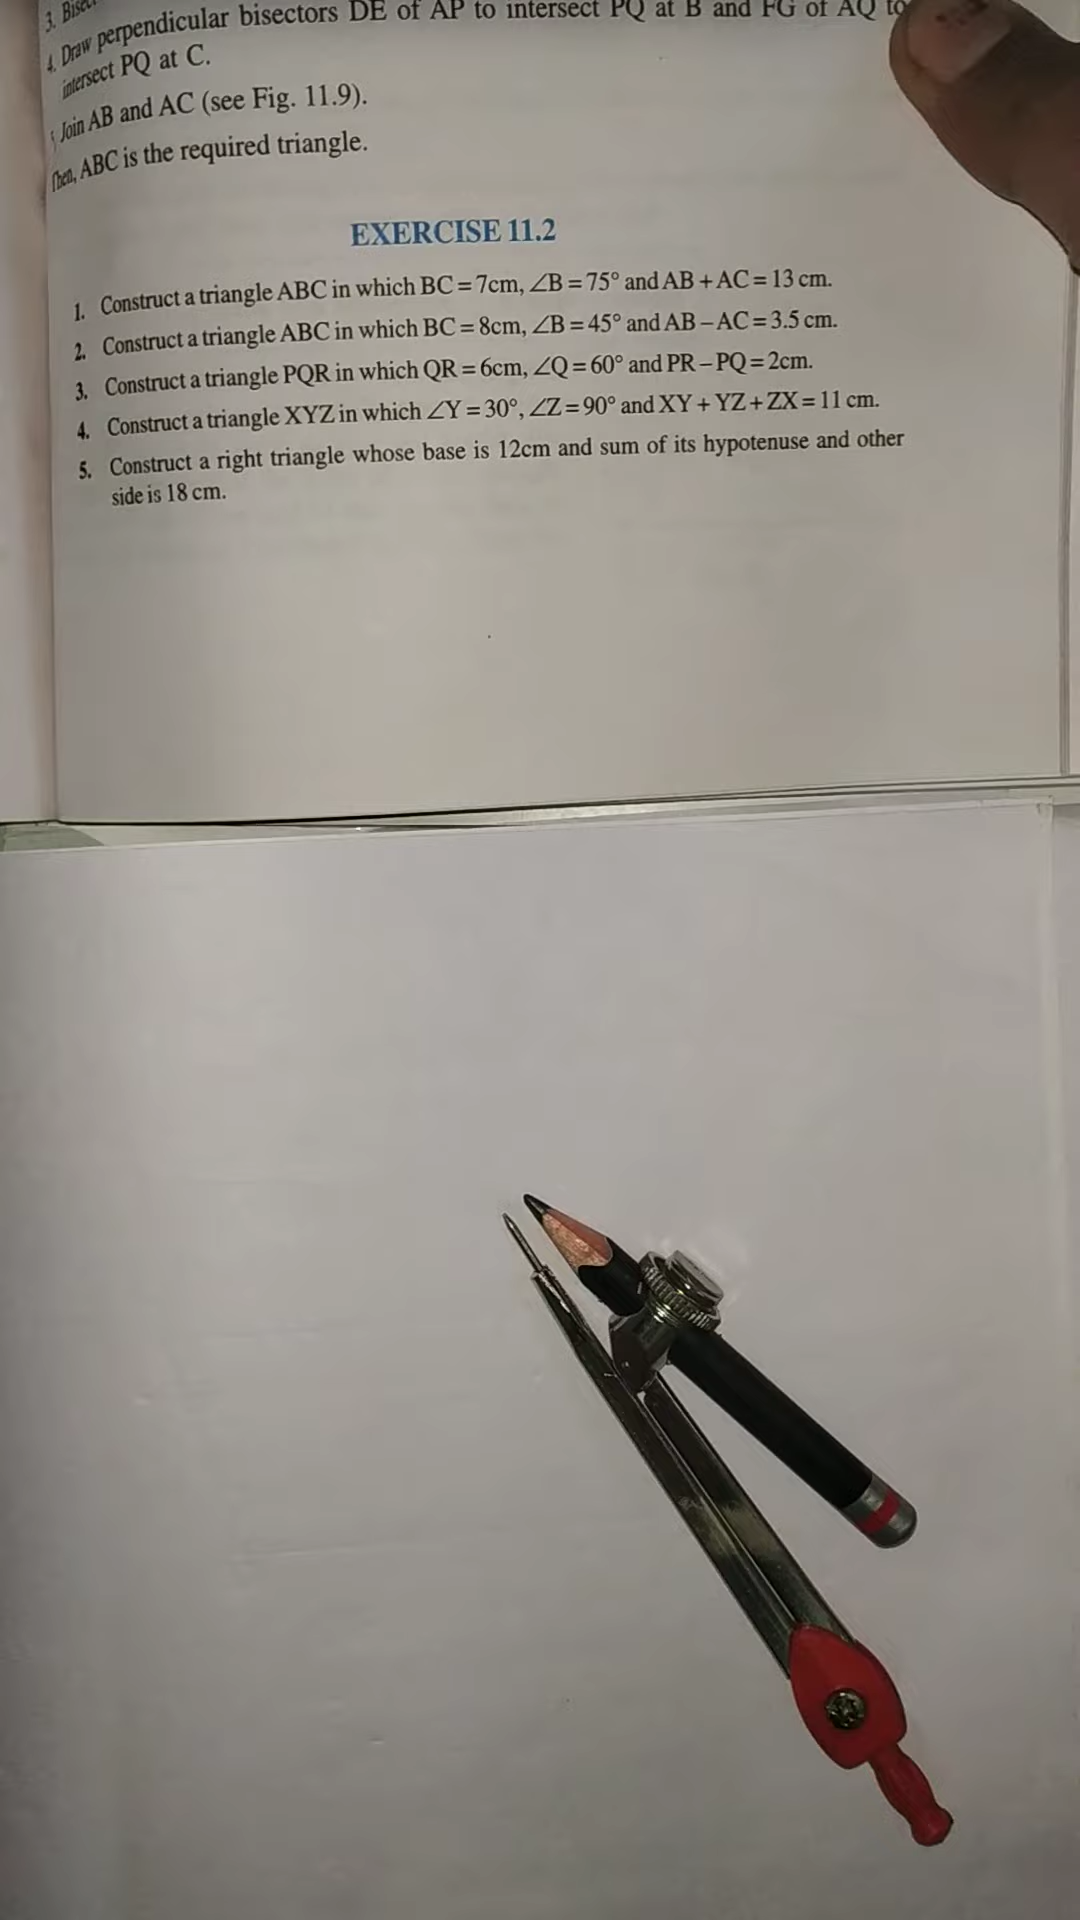 3. Bisec
4. Draw perpendicular bisectors DE of AP to intersect PQ at B and FG of AQ to
intersect PQ at C.
Join AB and AC (see Fig. 11.9).
Then, ABC is the required triangle.
EXERCISE 11.2
1. Construct a triangle ABC in which BC = 7cm, ∠B = 75° and AB + AC = 13 cm.
2. Construct a triangle ABC in which BC = 8cm, ∠B = 45° and AB – AC = 3.5 cm.
3. Construct a triangle PQR in which QR = 6cm, ∠Q = 60° and PR – PQ = 2cm.
4. Construct a triangle XYZ in which ∠Y = 30°, ∠Z = 90° and XY + YZ + ZX = 11 cm.
5. Construct a right triangle whose base is 12cm and sum of its hypotenuse and other
side is 18 cm.